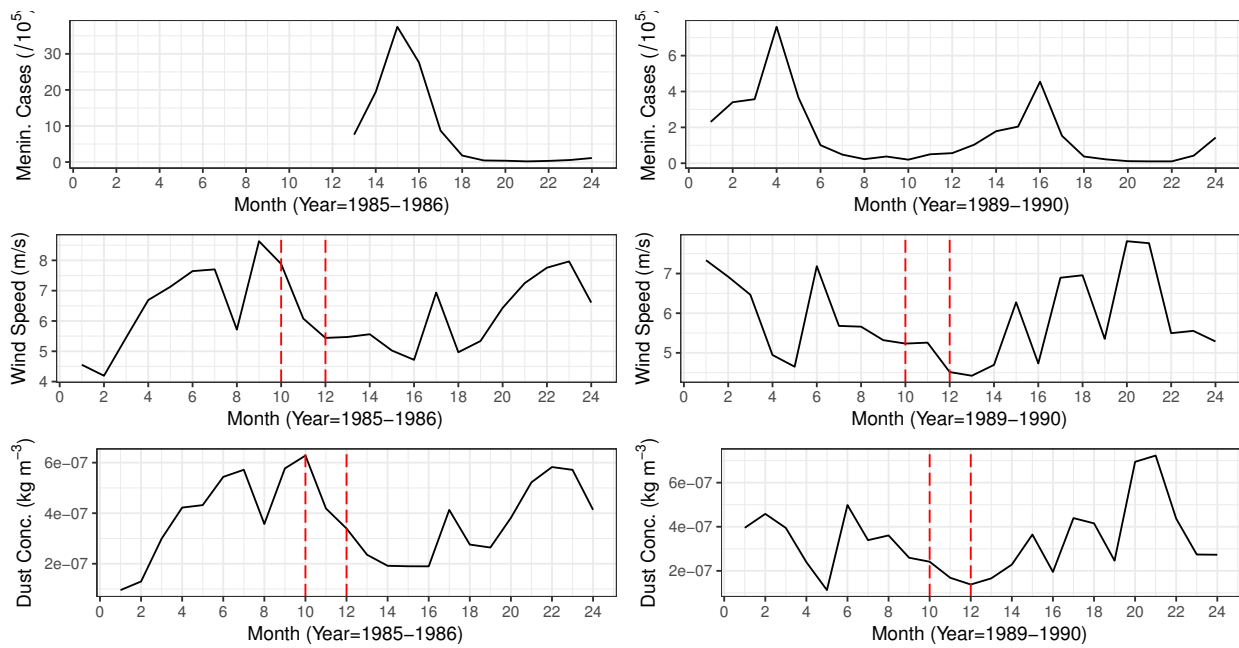 Menin. Cases (/10⁵)
30
20
10
0
0 2 4 6 8 10 12 14 16 18 20 22 24
Month (Year=1985−1986)
Menin. Cases (/10⁵)
6
4
2
0
0 2 4 6 8 10 12 14 16 18 20 22 24
Month (Year=1989−1990)
Wind Speed (m/s)
8
7
6
5
4
0 2 4 6 8 10 12 14 16 18 20 22 24
Month (Year=1985−1986)
Wind Speed (m/s)
7
6
5
0 2 4 6 8 10 12 14 16 18 20 22 24
Month (Year=1989−1990)
Dust Conc. (kg m⁻³)
6e−07
4e−07
2e−07
0 2 4 6 8 10 12 14 16 18 20 22 24
Month (Year=1985−1986)
Dust Conc. (kg m⁻³)
6e−07
4e−07
2e−07
0 2 4 6 8 10 12 14 16 18 20 22 24
Month (Year=1989−1990)